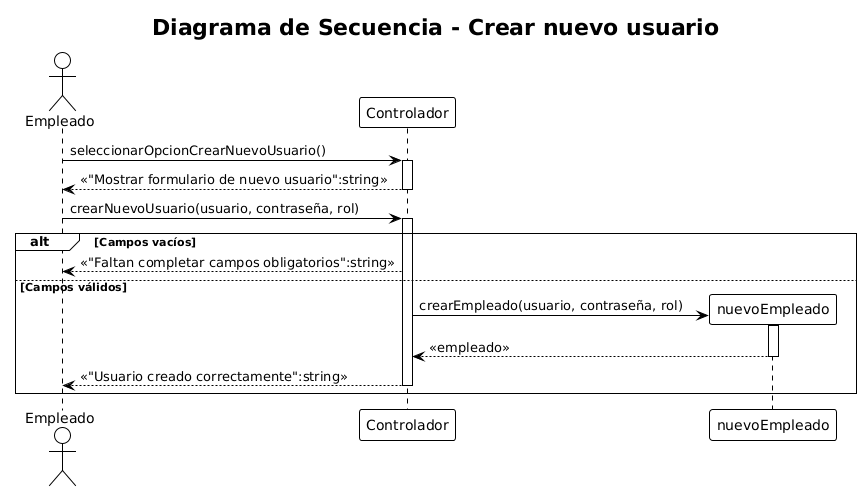 Diagrama de Secuencia - Crear nuevo usuario
Empleado
Controlador
seleccionarOpcionCrearNuevoUsuario()
«"Mostrar formulario de nuevo usuario":string»
crearNuevoUsuario(usuario, contraseña, rol)
alt [Campos vacíos]
«"Faltan completar campos obligatorios":string»
[Campos válidos]
crearEmpleado(usuario, contraseña, rol)
nuevoEmpleado
«empleado»
«"Usuario creado correctamente":string»
Empleado
Controlador
nuevoEmpleado